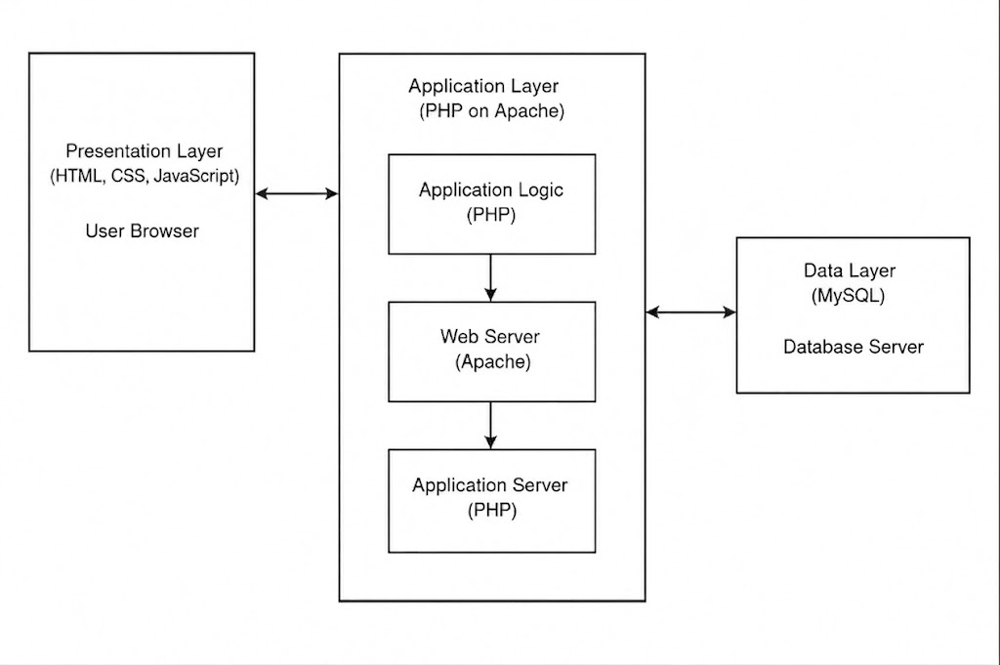 Presentation Layer
(HTML, CSS, JavaScript)
User Browser
Application Layer
(PHP on Apache)
Application Logic
(PHP)
Web Server
(Apache)
Application Server
(PHP)
Data Layer
(MySQL)
Database Server